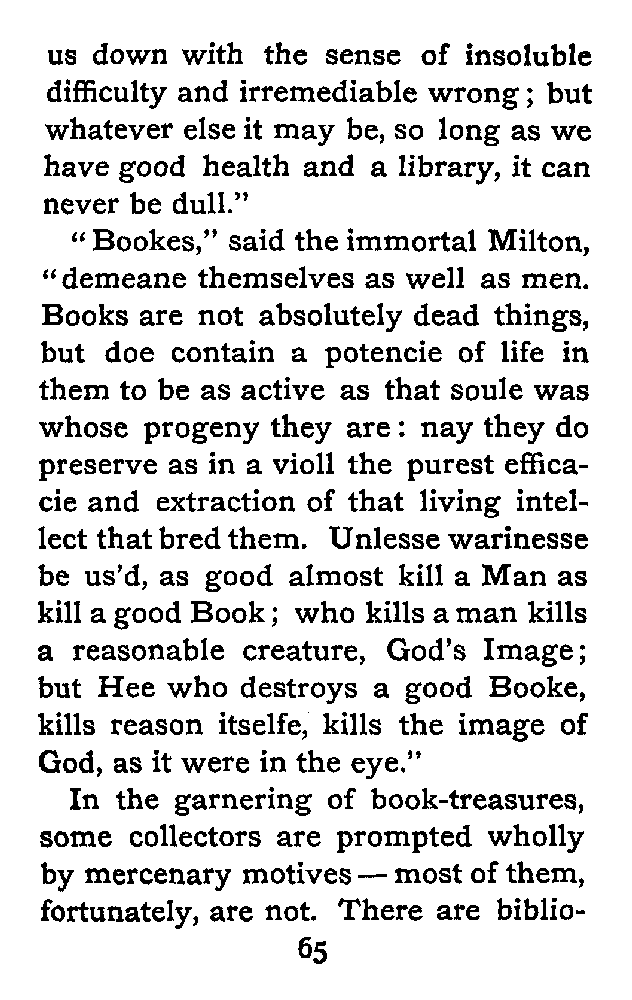 us down with the sense of insoluble
difficulty and irremediable wrong; but
whatever else it may be, so long as we
have good health and a library, it can
never be dull."
"Bookes," said the immortal Milton,
"demeane themselves as well as men.
Books are not absolutely dead things,
but doe contain a potencie of life in
them to be as active as that soule was
whose progeny they are: nay they do
preserve as in a violl the purest effica-
cie and extraction of that living intel-
lect that bred them. Unlesse warinesse
be us'd, as good almost kill a Man as
kill a good Book; who kills a man kills
a reasonable creature, God's Image;
but Hee who destroys a good Booke,
kills reason itselfe, kills the image of
God, as it were in the eye."
In the garnering of book-treasures,
some collectors are prompted wholly
by mercenary motives — most of them,
fortunately, are not. There are biblio-
65